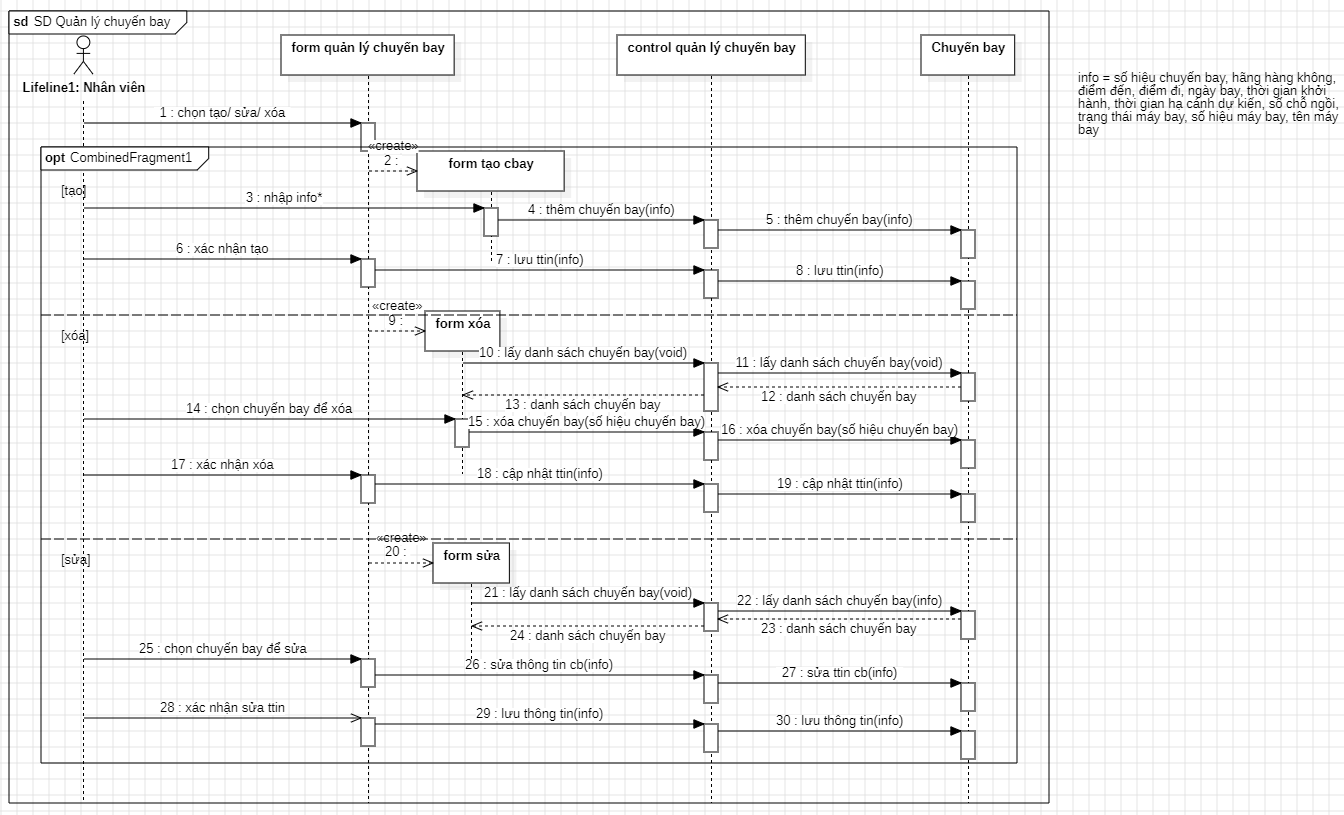 sd SD Quản lý chuyến bay
form quản lý chuyến bay
control quản lý chuyến bay
Chuyến bay
Lifeline1: Nhân viên
info = số hiệu chuyến bay, hãng hàng không,
điểm đến, điểm đi, ngày bay, thời gian khởi
hành, thời gian hạ cánh dự kiến, số chỗ ngồi,
trạng thái máy bay, số hiệu máy bay, tên máy
bay
1 : chọn tạo/ sửa/ xóa
opt CombinedFragment1
«create»
2 :
form tạo cbay
[tạo]
3 : nhập info*
4 : thêm chuyến bay(info)
5 : thêm chuyến bay(info)
6 : xác nhận tạo
7 : lưu ttin(info)
8 : lưu ttin(info)
«create»
9 :
form xóa
[xóa]
10 : lấy danh sách chuyến bay(void)
11 : lấy danh sách chuyến bay(void)
12 : danh sách chuyến bay
13 : danh sách chuyến bay
14 : chọn chuyến bay để xóa
15 : xóa chuyến bay(số hiệu chuyến bay)
16 : xóa chuyến bay(số hiệu chuyến bay)
17 : xác nhận xóa
18 : cập nhật ttin(info)
19 : cập nhật ttin(info)
«create»
20 :
form sửa
[sửa]
21 : lấy danh sách chuyến bay(void)
22 : lấy danh sách chuyến bay(info)
23 : danh sách chuyến bay
24 : danh sách chuyến bay
25 : chọn chuyến bay để sửa
26 : sửa thông tin cb(info)
27 : sửa ttin cb(info)
28 : xác nhận sửa ttin
29 : lưu thông tin(info)
30 : lưu thông tin(info)